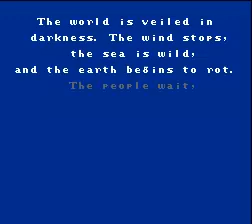 The world is veiled in
darkness. The wind stops,
the sea is wild,
and the earth begins to rot.
The people wait,